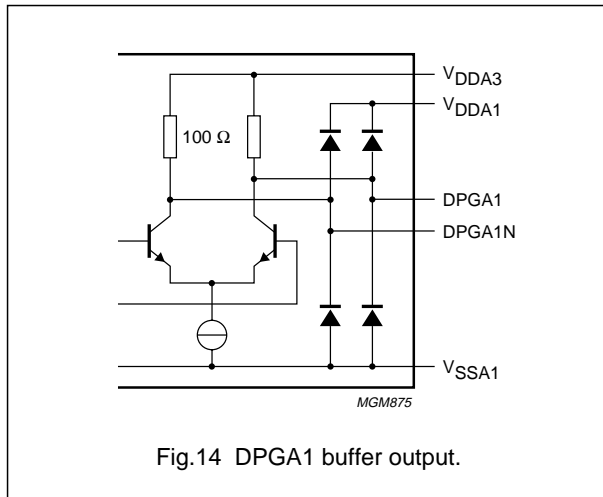 VDDA3
VDDA1
100 Ω
DPGA1
DPGA1N
VSSA1
MGM875
Fig.14 DPGA1 buffer output.